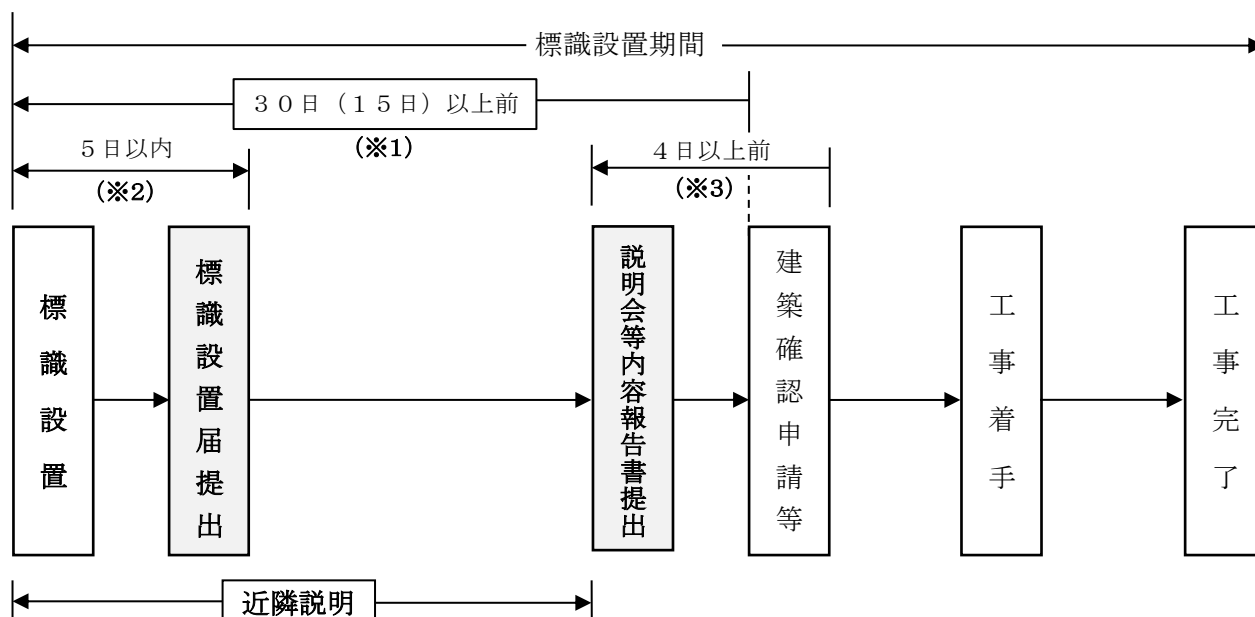 標識設置期間
３０日（１５日）以上前
(※1)
５日以内
(※2)
４日以上前
(※3)
標識設置
標識設置届提出
説明会等内容報告書提出
建築確認申請等
工事着手
工事完了
近隣説明